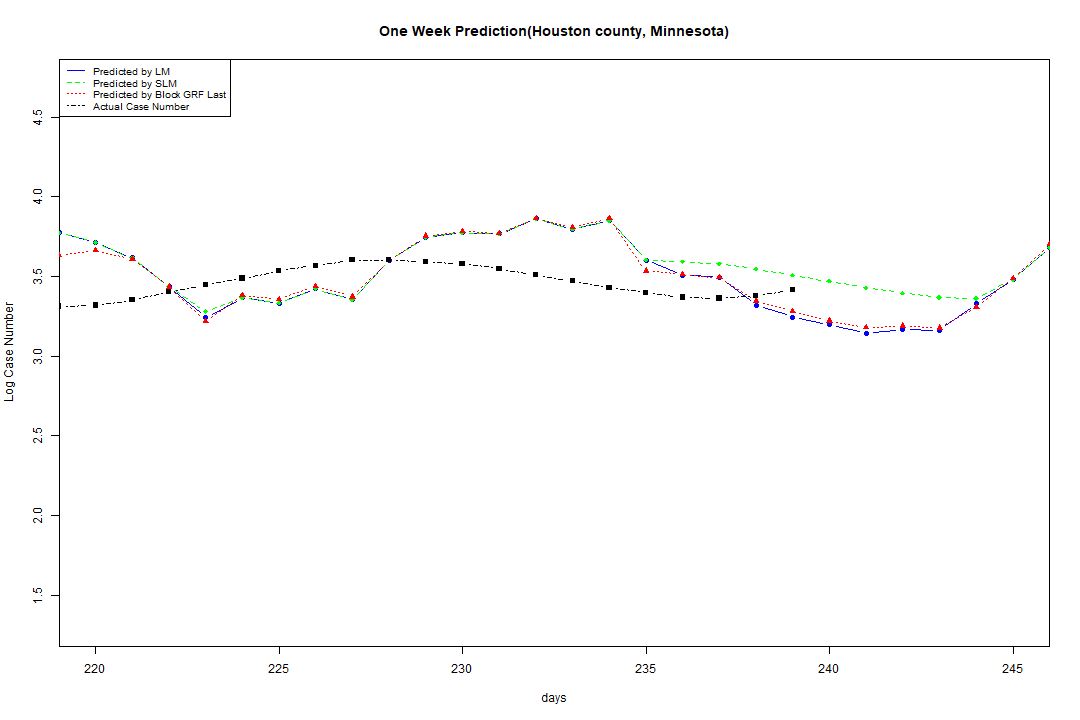 One Week Prediction(Houston county, Minnesota)
Predicted by LM
Predicted by SLM
Predicted by Block GRF Last
Actual Case Number
4.5
4.0
3.5
3.0
2.5
2.0
1.5
Log Case Number
220 225 230 235 240 245
days